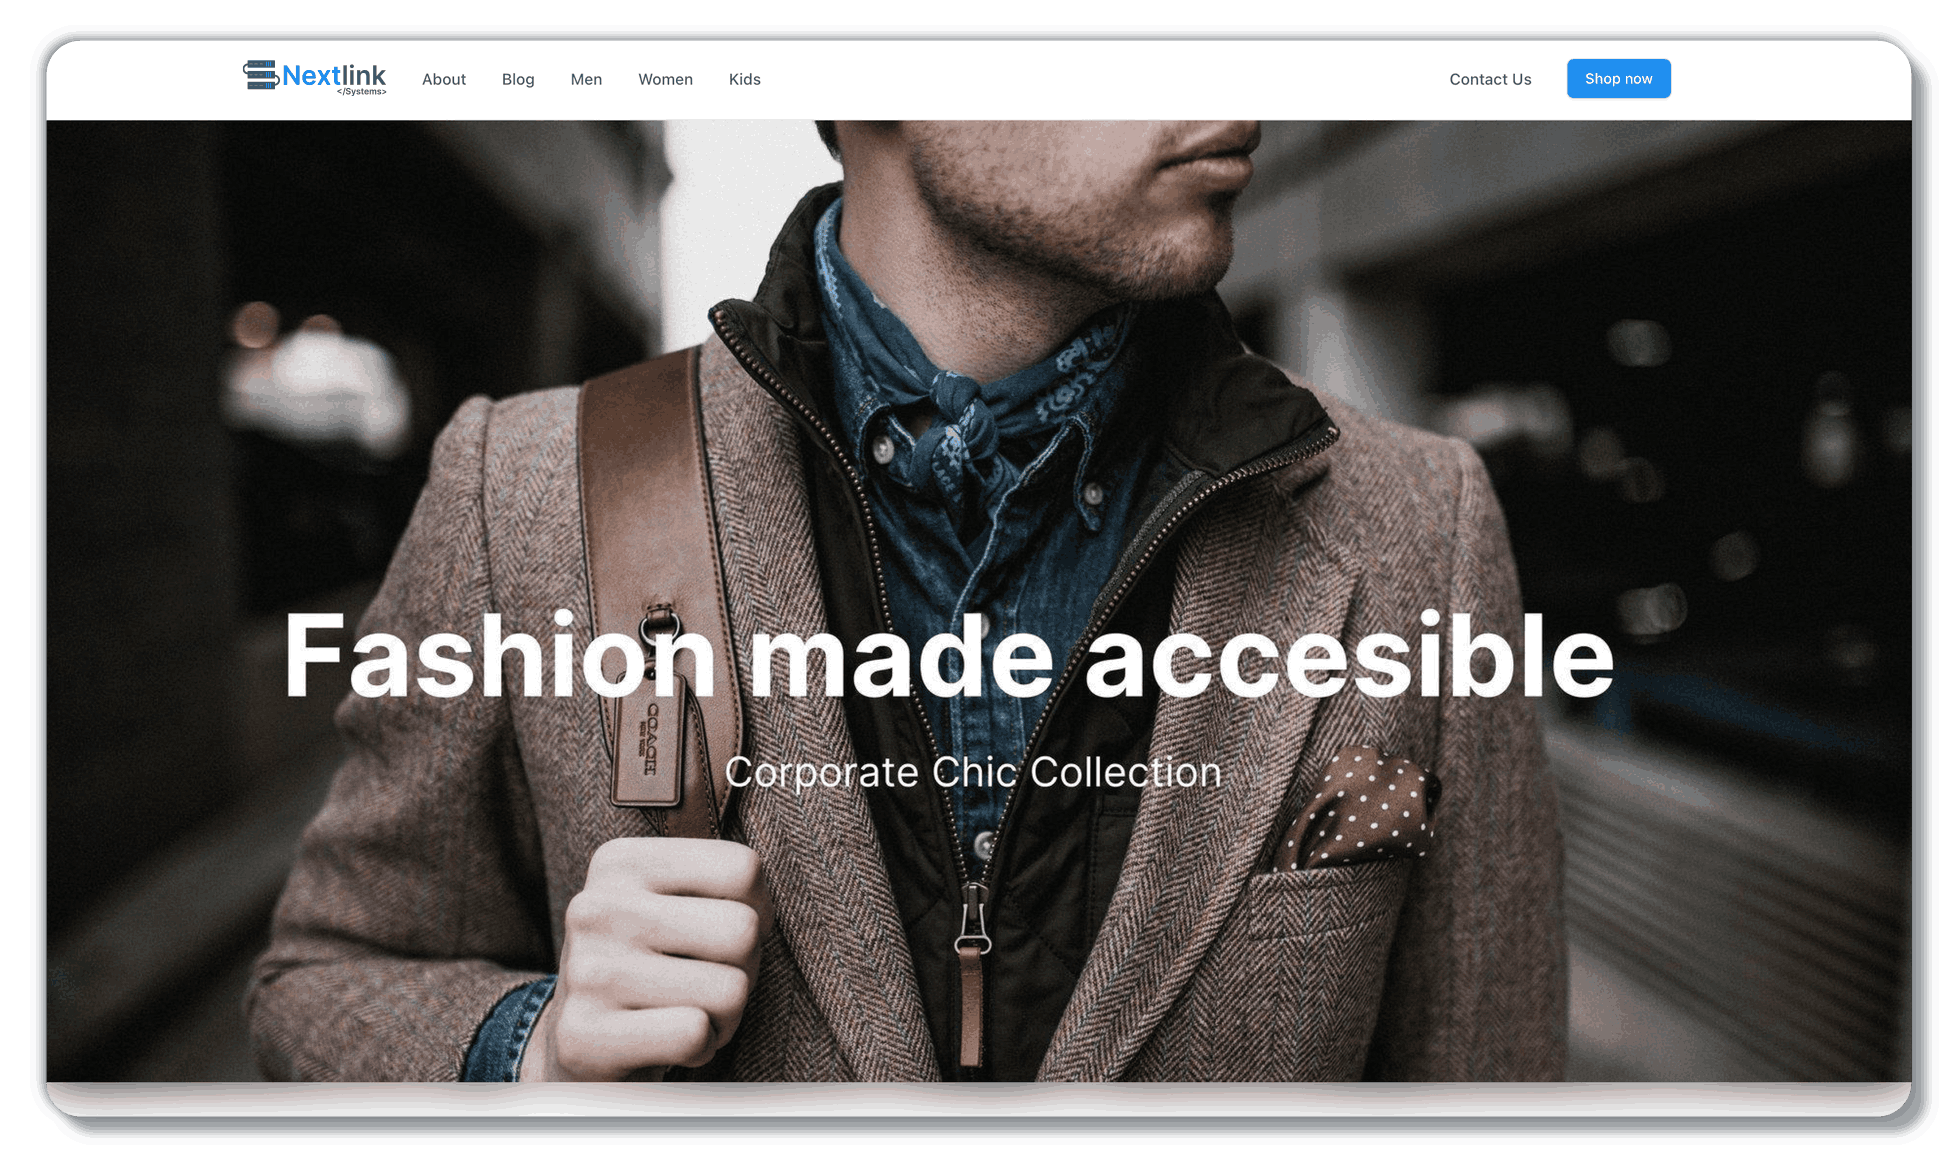 Nextlink
</Systems>
About
Blog
Men
Women
Kids
Contact Us
Shop now
Fashion made accesible
COACH
NEW YORK
Corporate Chic Collection